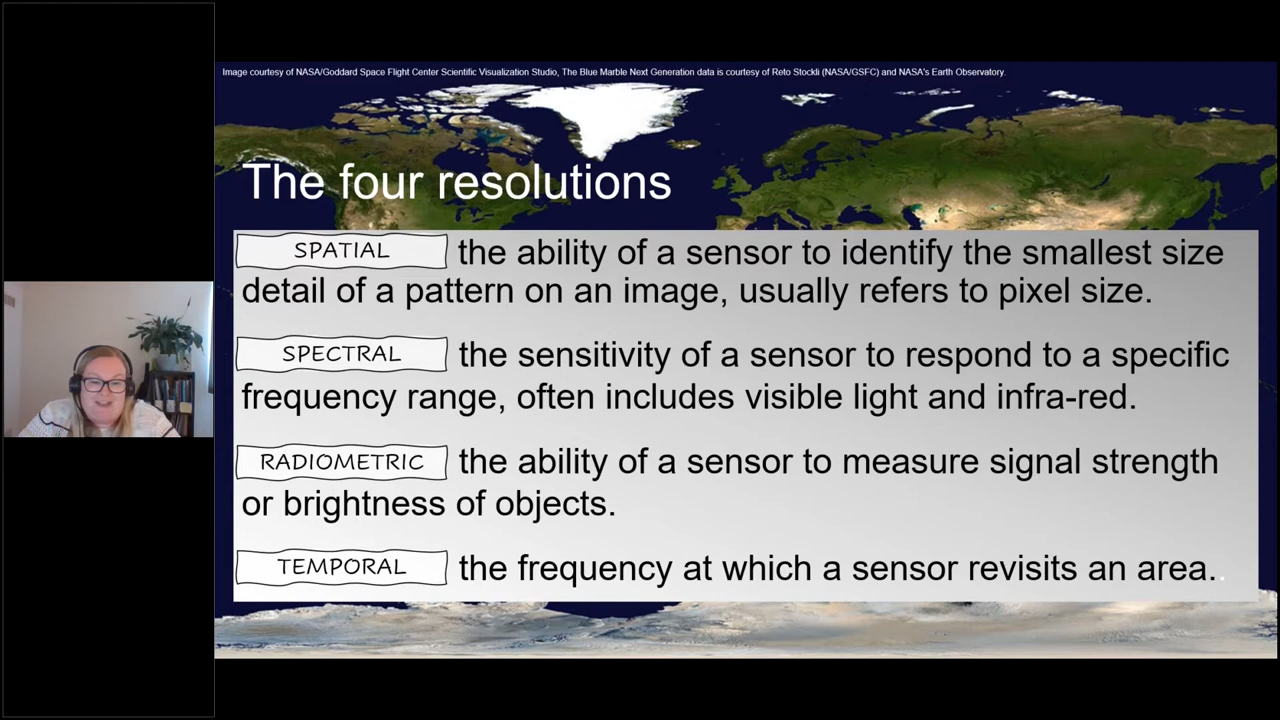 Image courtesy of NASA/Goddard Space Flight Center Scientific Visualization Studio, The Blue Marble Next Generation data is courtesy of Reto Stockli (NASA/GSFC) and NASA's Earth Observatory.
The four resolutions
SPATIAL the ability of a sensor to identify the smallest size
detail of a pattern on an image, usually refers to pixel size.
SPECTRAL the sensitivity of a sensor to respond to a specific
frequency range, often includes visible light and infra-red.
RADIOMETRIC the ability of a sensor to measure signal strength
or brightness of objects.
TEMPORAL the frequency at which a sensor revisits an area..